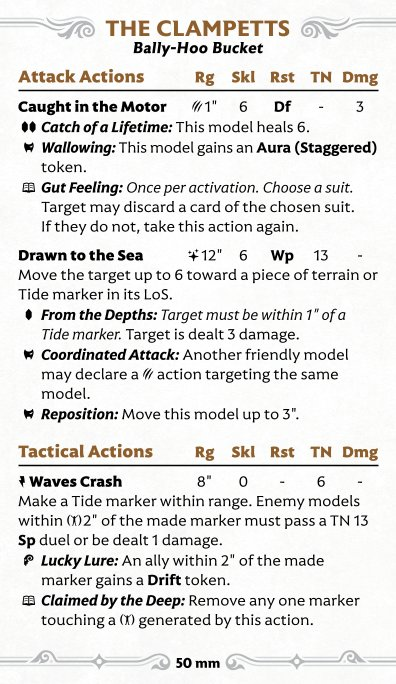 THE CLAMPETTS
Bally-Hoo Bucket
Attack Actions Rg Skl Rst TN Dmg
Caught in the Motor 1" 6 Df - 3
Catch of a Lifetime: This model heals 6.
Wallowing: This model gains an Aura (Staggered)
token.
Gut Feeling: Once per activation. Choose a suit.
Target may discard a card of the chosen suit.
If they do not, take this action again.
Drawn to the Sea 12" 6 Wp 13 -
Move the target up to 6 toward a piece of terrain or
Tide marker in its LoS.
From the Depths: Target must be within 1" of a
Tide marker. Target is dealt 3 damage.
Coordinated Attack: Another friendly model
may declare a action targeting the same
model.
Reposition: Move this model up to 3".
Tactical Actions Rg Skl Rst TN Dmg
Waves Crash 8" 0 - 6 -
Make a Tide marker within range. Enemy models
within 2" of the made marker must pass a TN 13
Sp duel or be dealt 1 damage.
Lucky Lure: An ally within 2" of the made
marker gains a Drift token.
Claimed by the Deep: Remove any one marker
touching a generated by this action.
50 mm